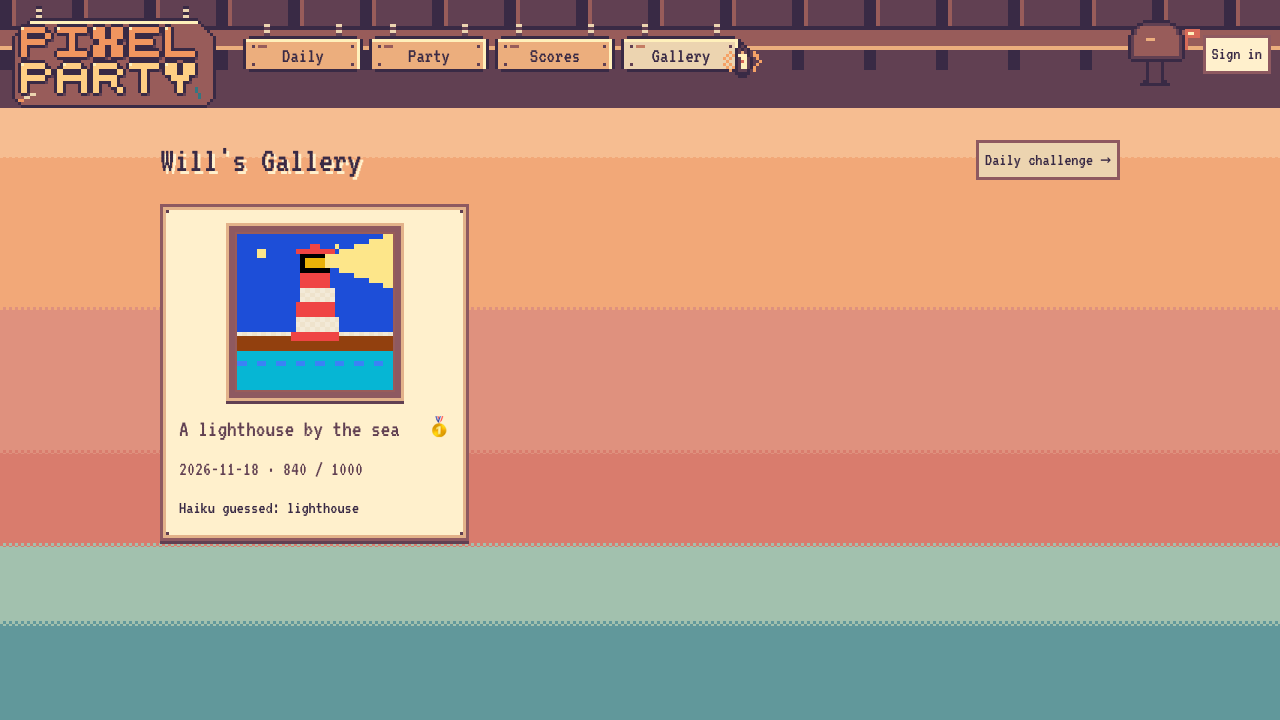 PIXEL
PARTY
Daily
Party
Scores
Gallery
Sign in
Will's Gallery
Daily challenge →
A lighthouse by the sea
2026-11-18 · 840 / 1000
Haiku guessed: lighthouse